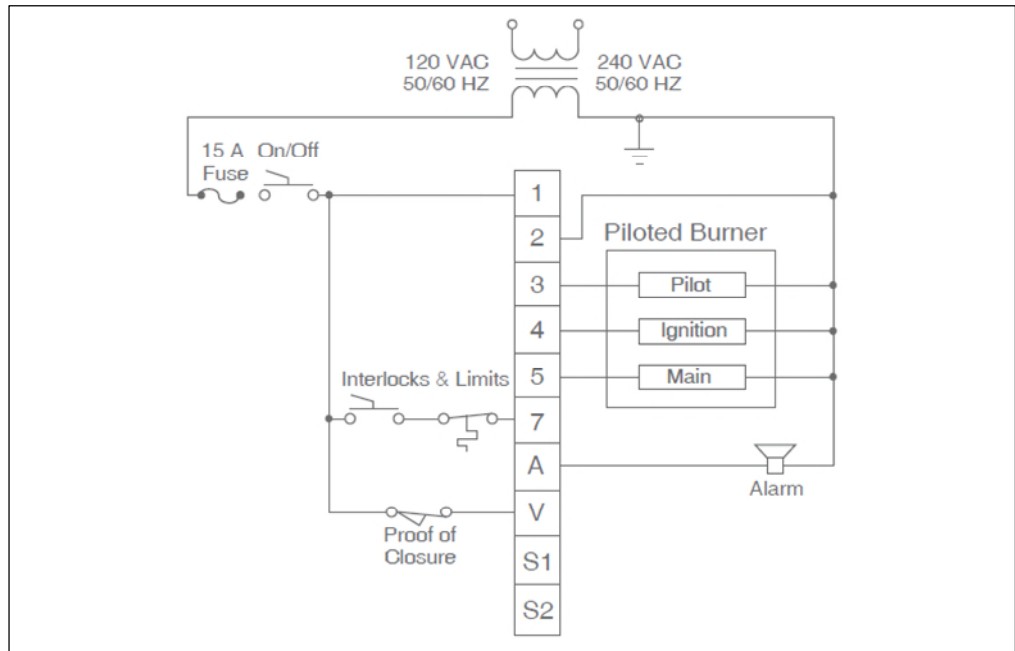 120 VAC
50/60 HZ
240 VAC
50/60 HZ
15 A
Fuse
On/Off
1
2
Piloted Burner
3
Pilot
4
Ignition
5
Main
Interlocks & Limits
7
A
Alarm
V
Proof of
Closure
S1
S2